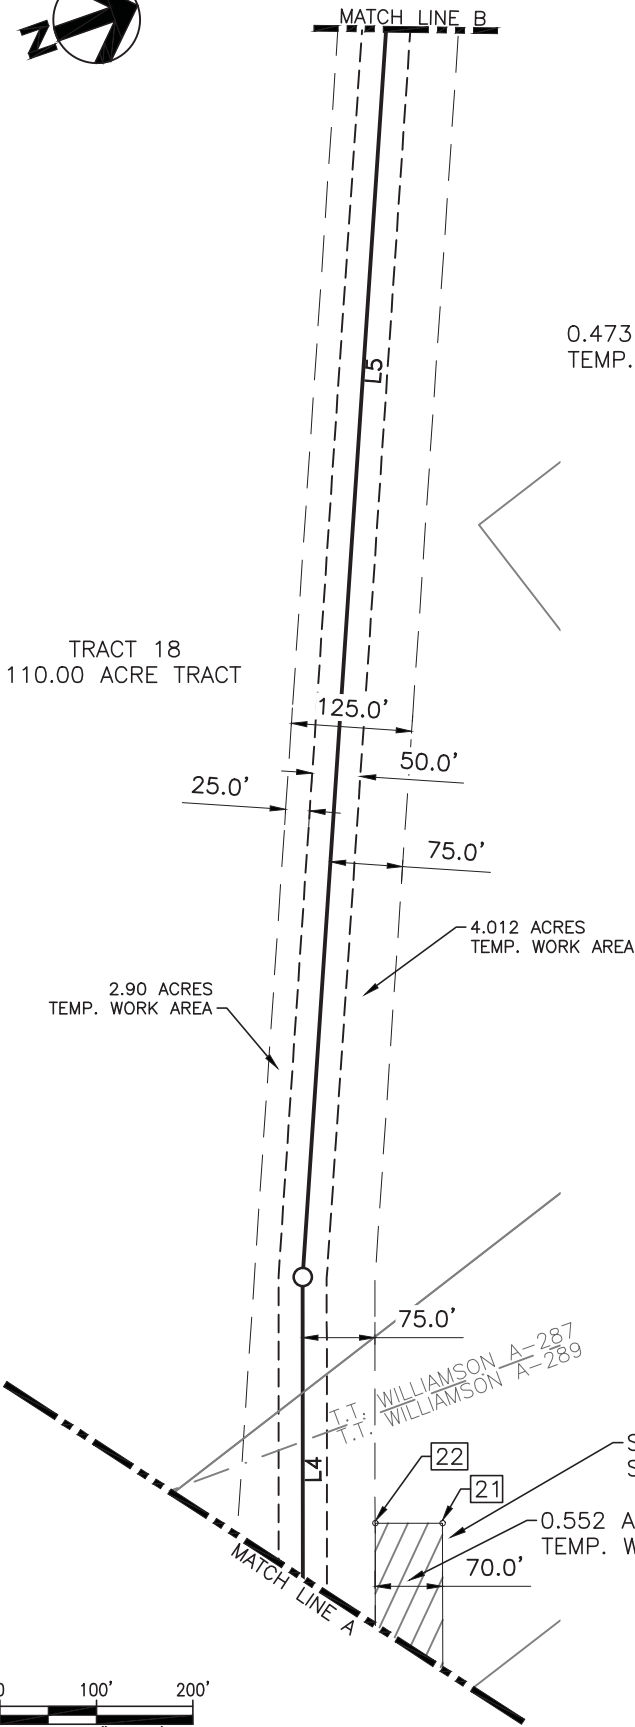 MATCH LINE B
N
L5
0.473
TEMP.
TRACT 18
110.00 ACRE TRACT
125.0'
50.0'
25.0'
75.0'
4.012 ACRES
TEMP. WORK AREA
2.90 ACRES
TEMP. WORK AREA
75.0'
T.T. WILLIAMSON A-287
T.T. WILLIAMSON A-289
L4
22
21
S
S
0.552 A
TEMP. W
70.0'
MATCH LINE A
0 100' 200'